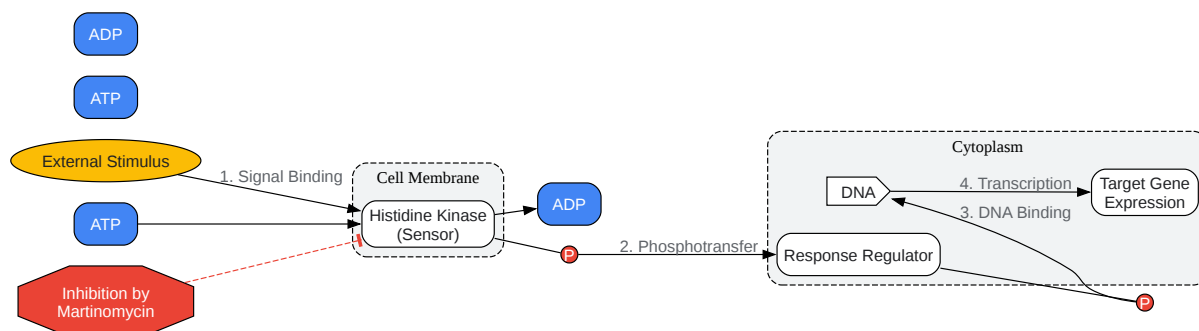 ADP
ATP
External Stimulus
1. Signal Binding
Cell Membrane
Histidine Kinase
(Sensor)
ATP
ADP
Inhibition by
Martinomycin
P
2. Phosphotransfer
Cytoplasm
DNA
4. Transcription
Target Gene
Expression
3. DNA Binding
Response Regulator
P